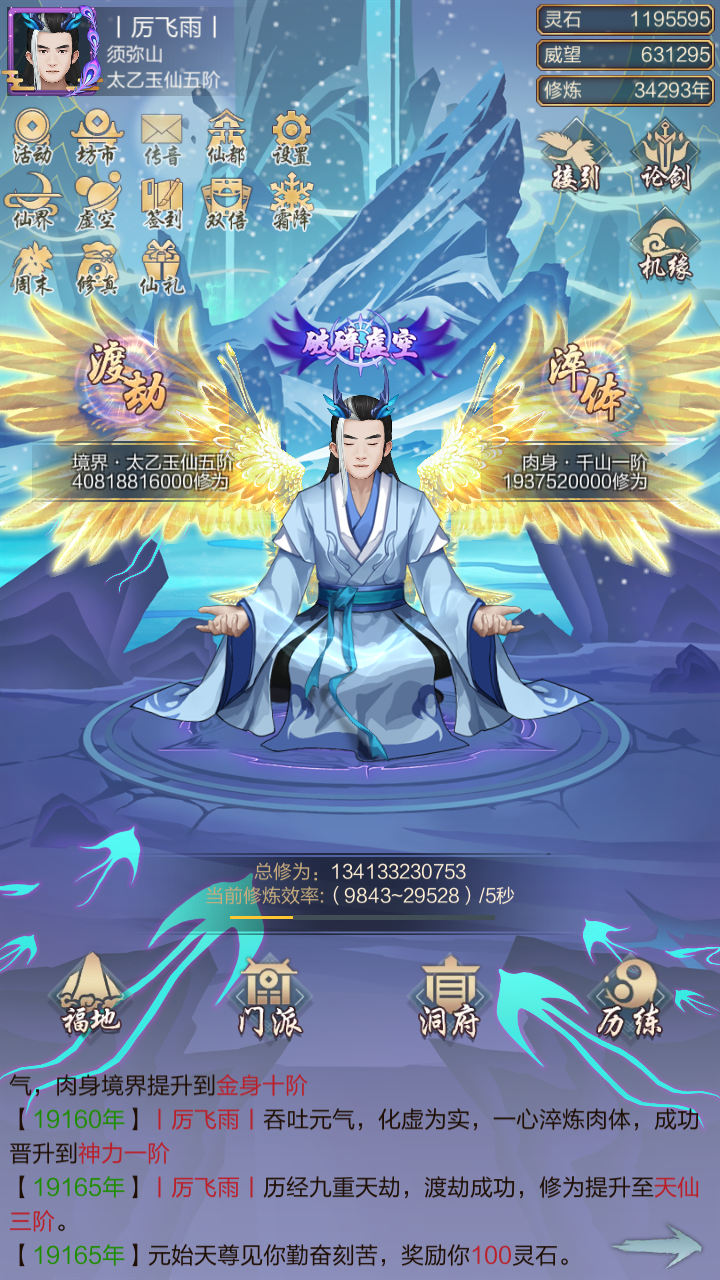 丨厉飞雨丨
须弥山
太乙玉仙五阶
灵石 1195595
威望 631295
修炼 34293年
活动 坊市 传音 仙都 设置
接引 论剑
仙界 虚空 签到 双倍 霜降
机缘
周末 修真 仙礼
破碎虚空
渡劫
淬体
境界·太乙玉仙五阶
40818816000修为
肉身·千山一阶
1937520000修为
总修为：134133230753
当前修炼效率:（9843~29528）/5秒
福地 门派 洞府 历练
气，肉身境界提升到金身十阶
【19160年】丨厉飞雨丨吞吐元气，化虚为实，一心淬炼肉体，成功
晋升到神力一阶
【19165年】丨厉飞雨丨历经九重天劫，渡劫成功，修为提升至天仙
三阶。
【19165年】元始天尊见你勤奋刻苦，奖励你100灵石。